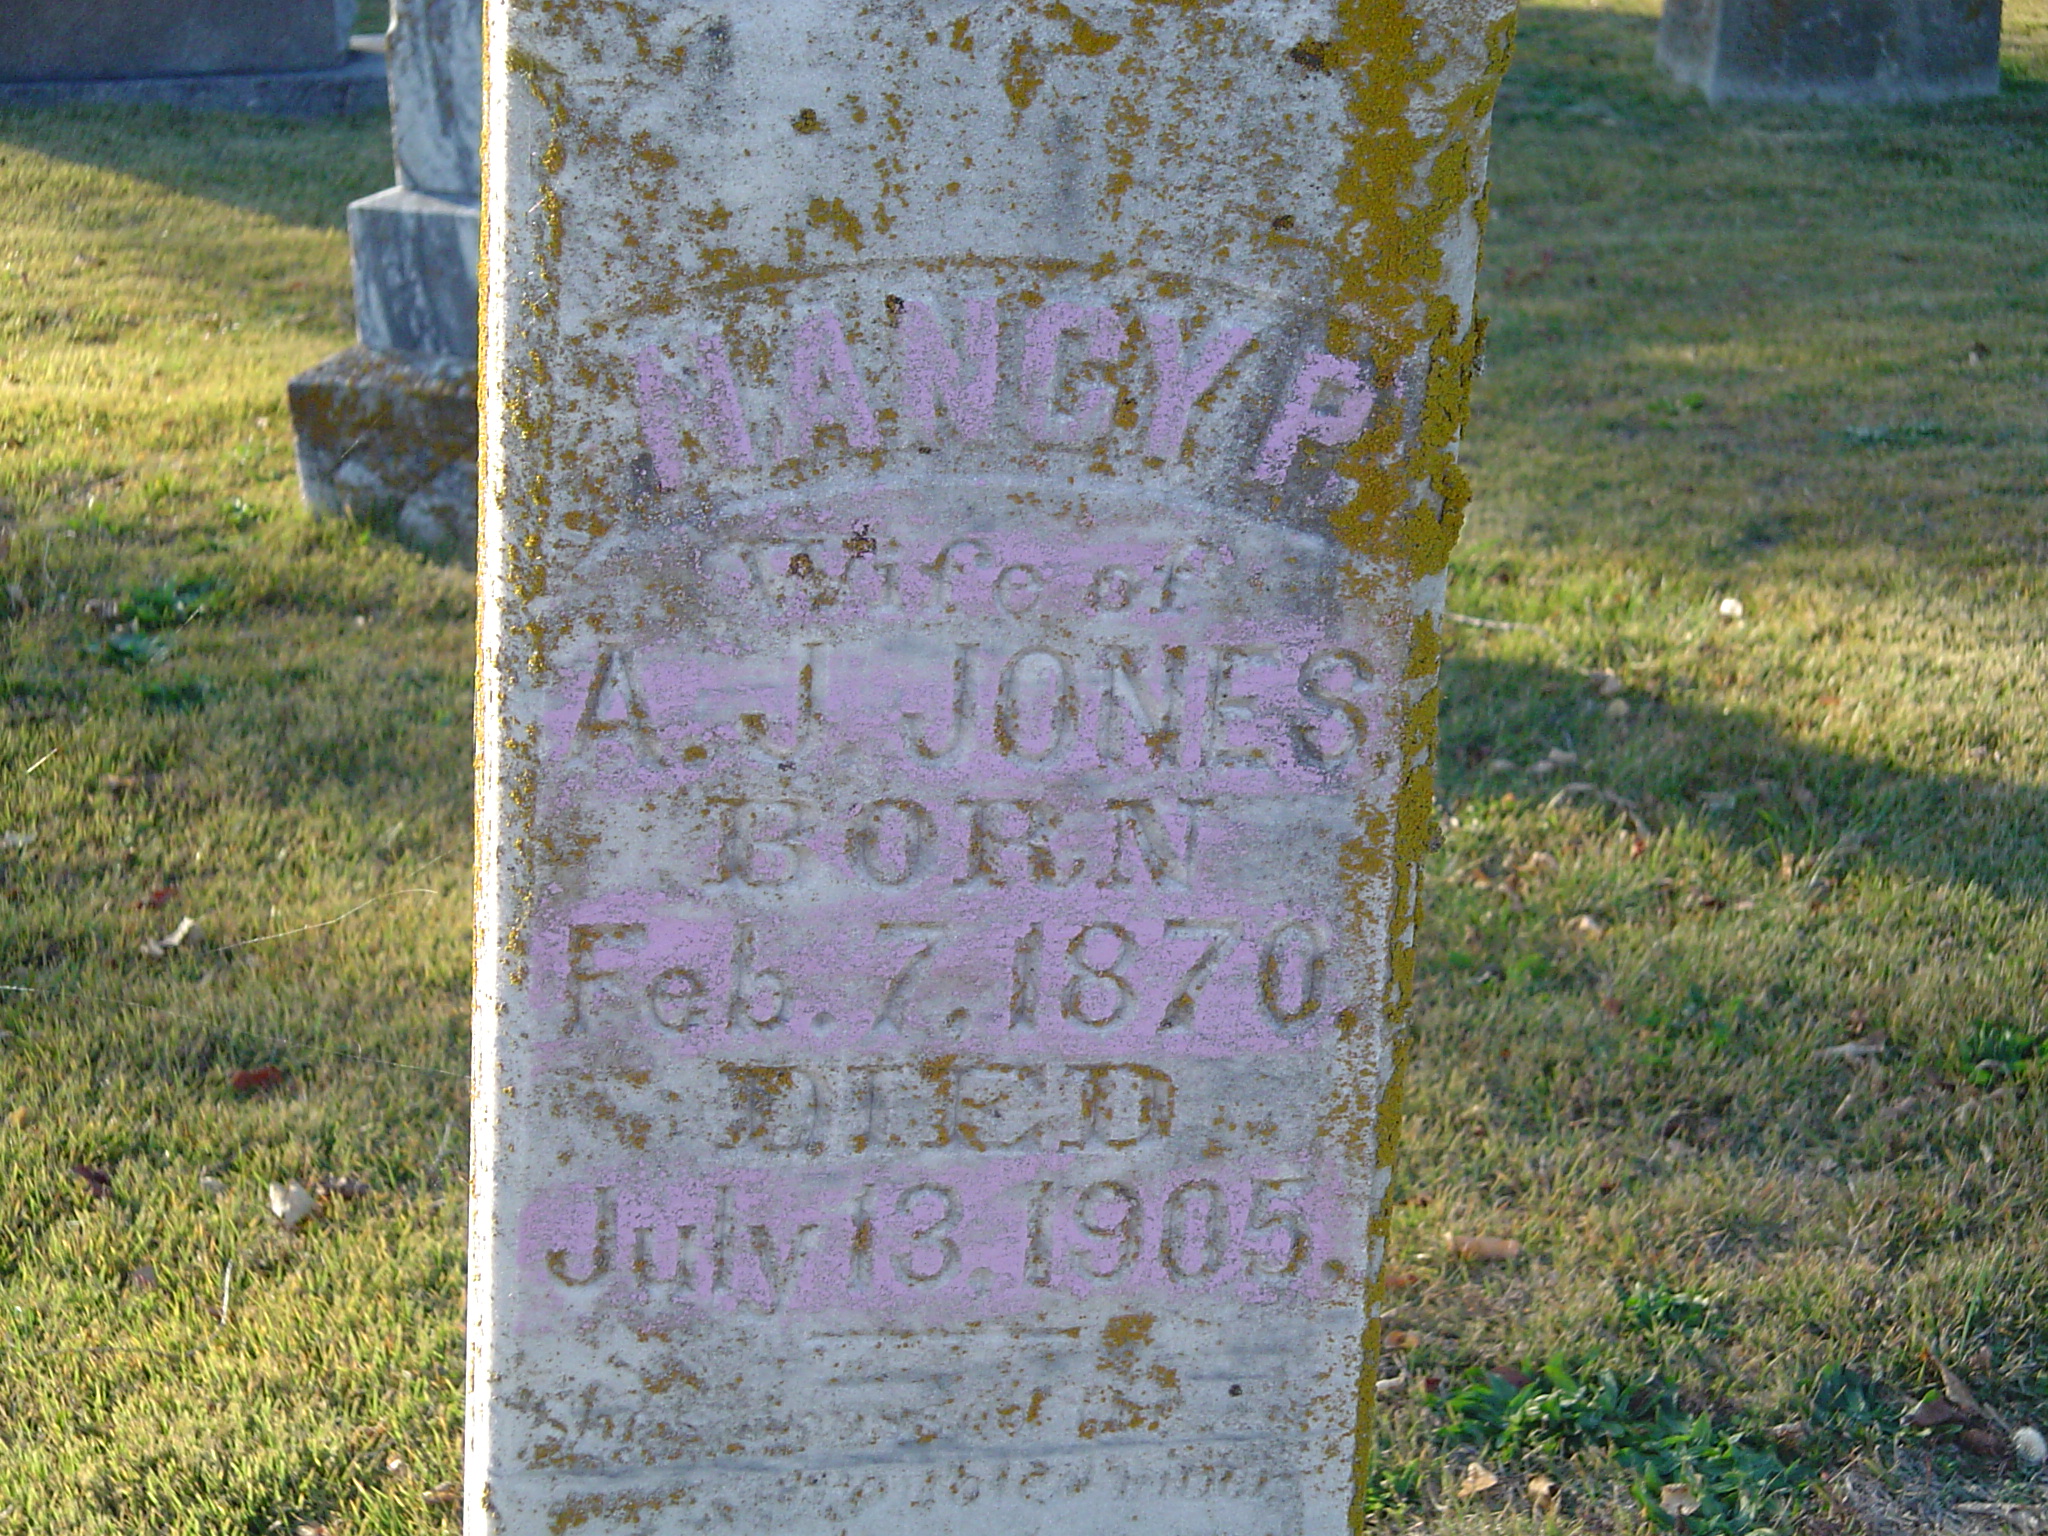 NANCY P.
Wife of
A. J. JONES
BORN
Feb. 7, 1870.
DIED
July 13, 1905.